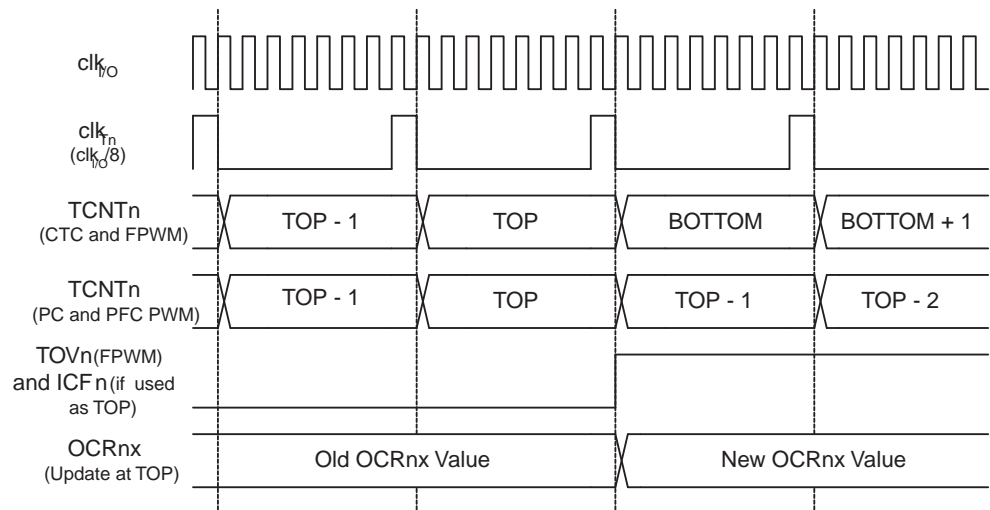 clkI/O
clkTn
(clkI/O/8)
TCNTn
(CTC and FPWM)
TOP - 1
TOP
BOTTOM
BOTTOM + 1
TCNTn
(PC and PFC PWM)
TOP - 1
TOP
TOP - 1
TOP - 2
TOVn(FPWM)
and ICFn(if used
as TOP)
OCRnx
(Update at TOP)
Old OCRnx Value
New OCRnx Value